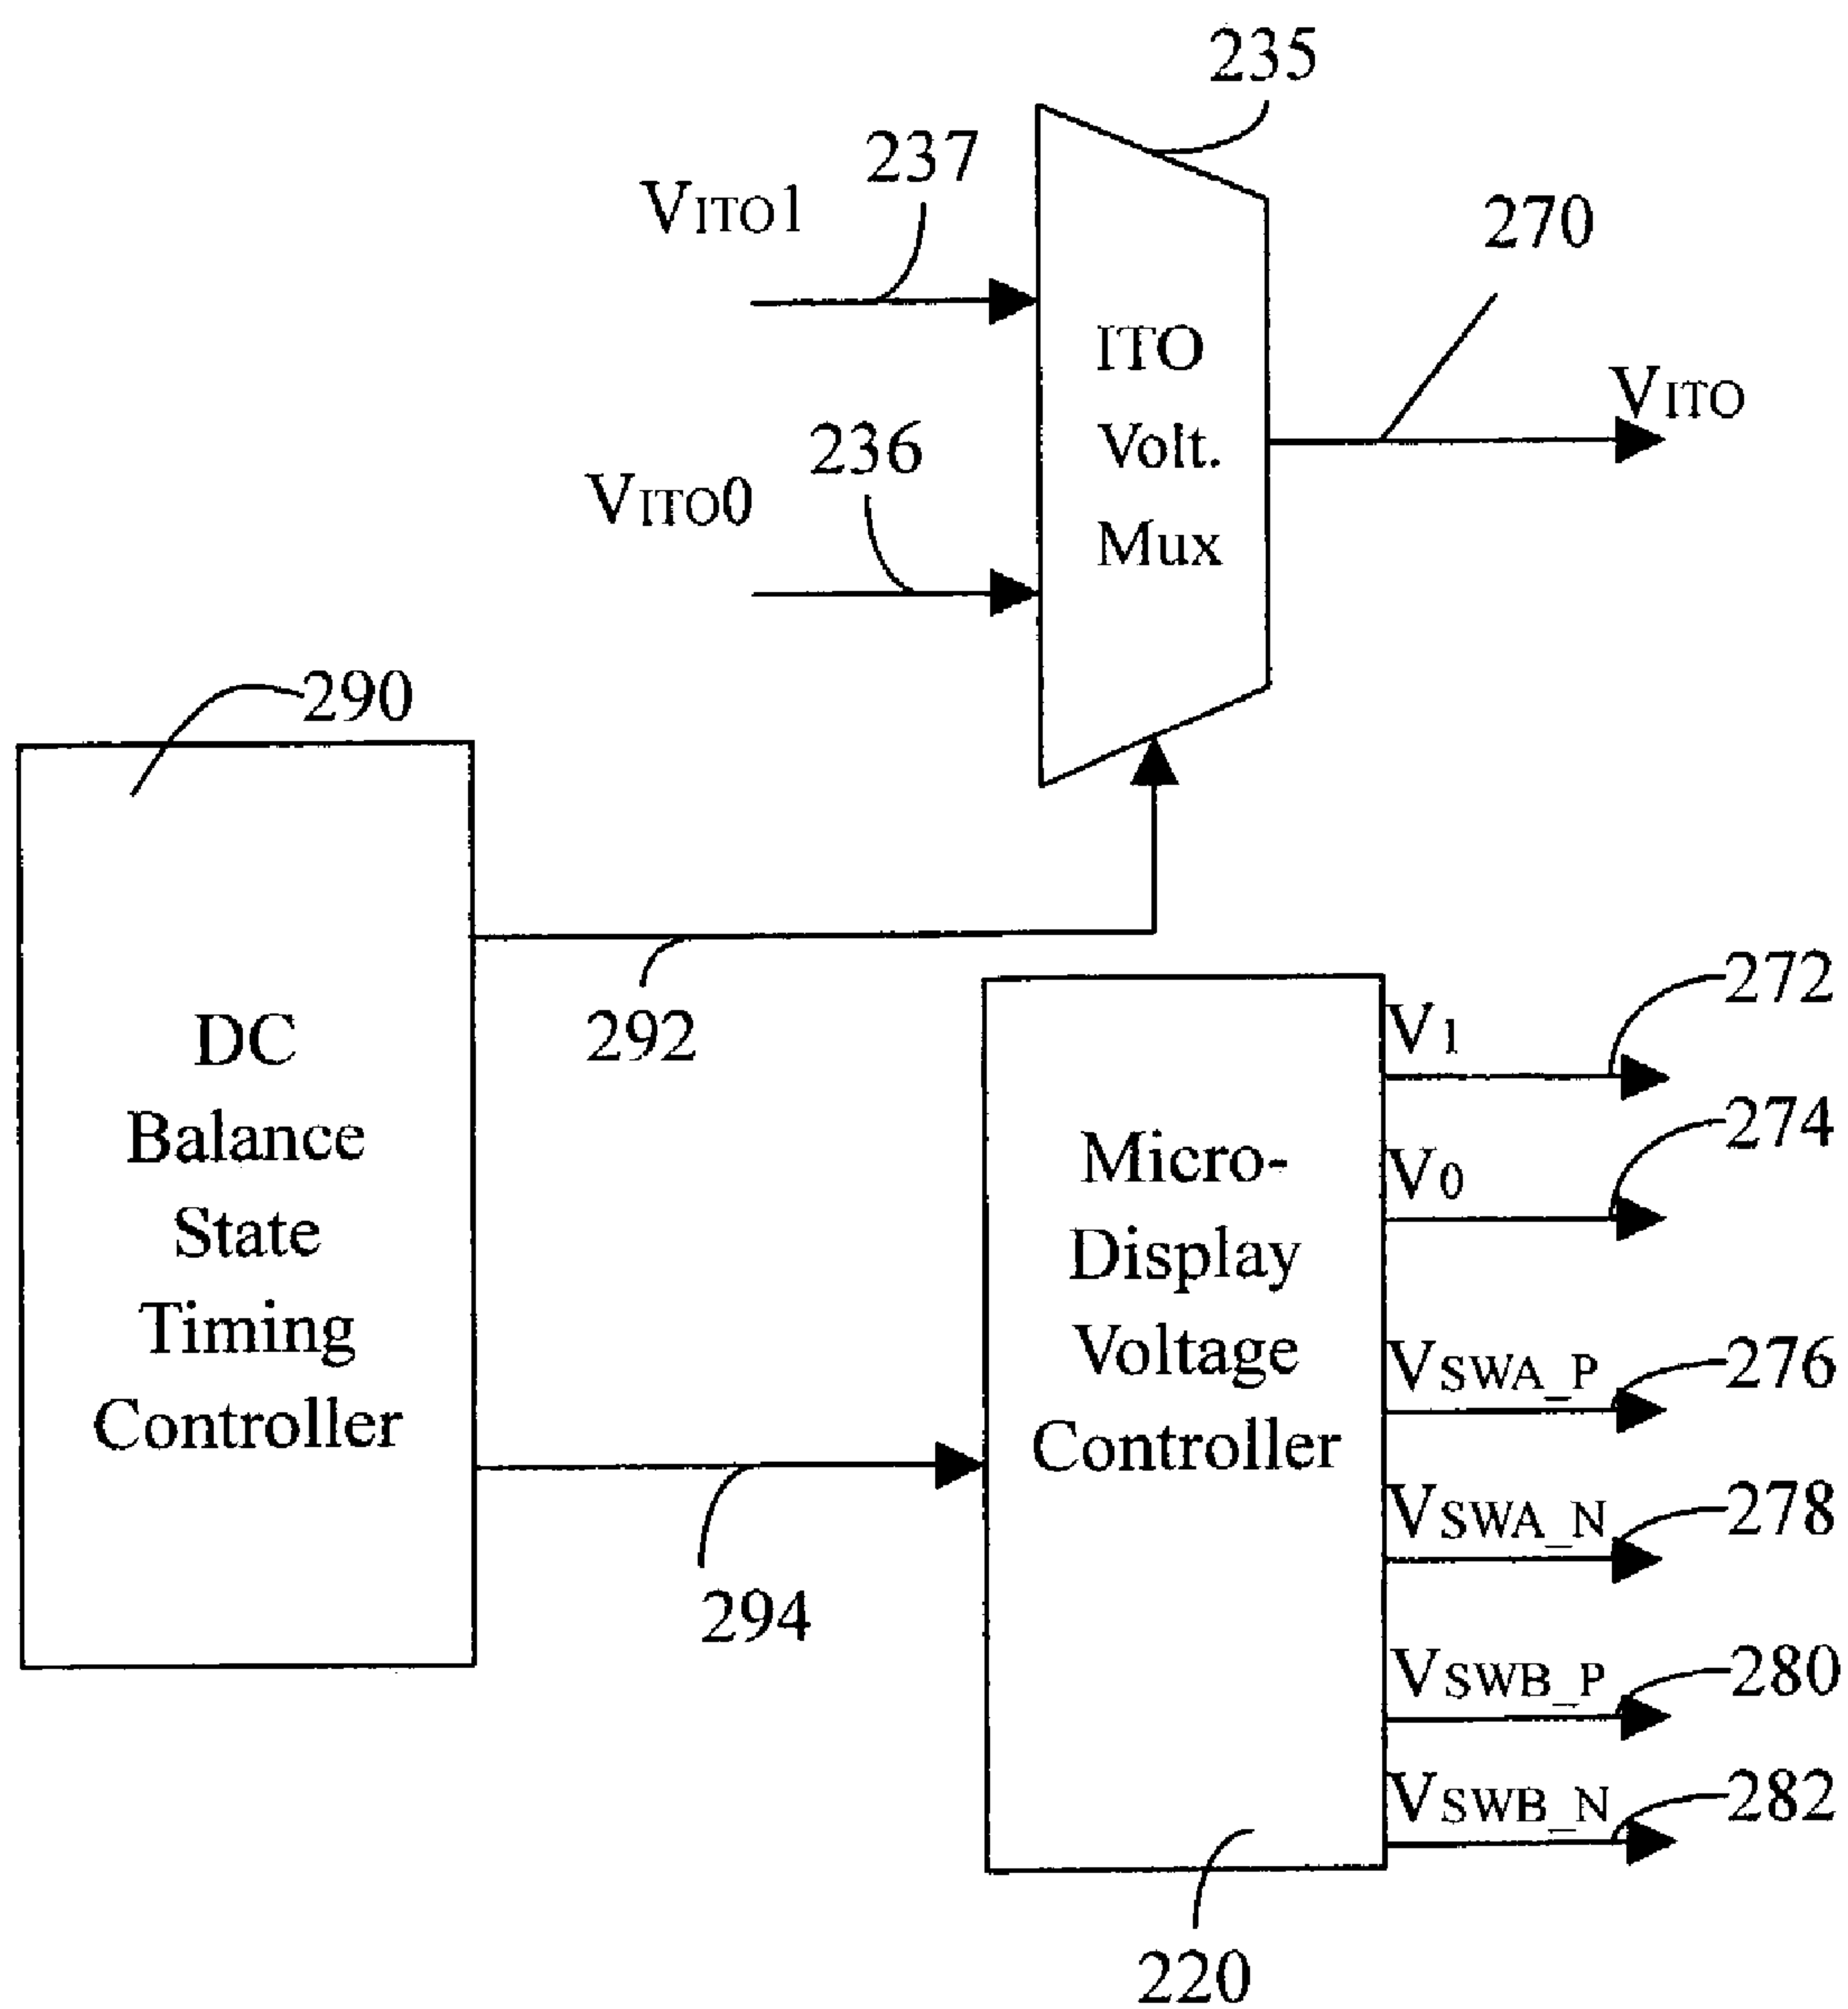 235
237
VITO1
270
ITO
Volt.
Mux
VITO
236
VITO0
290
DC
Balance
State
Timing
Controller
292
272
V1
274
V0
Micro-
Display
Voltage
Controller
276
VSWA_P
278
VSWA_N
294
280
VSWB_P
282
VSWB_N
220